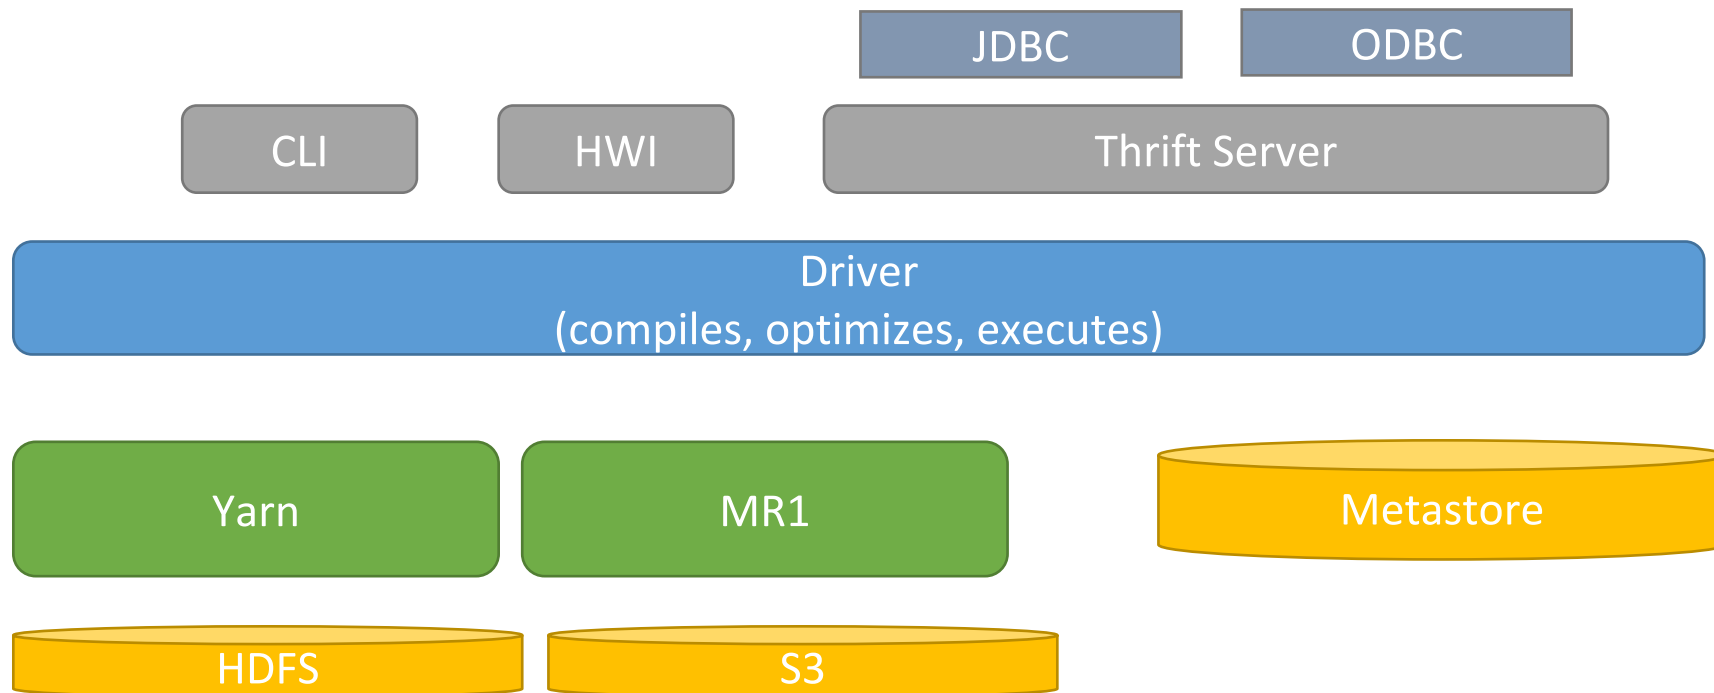 JDBC
ODBC
CLI
HWI
Thrift Server
Driver
(compiles, optimizes, executes)
Yarn
MR1
Metastore
HDFS
S3